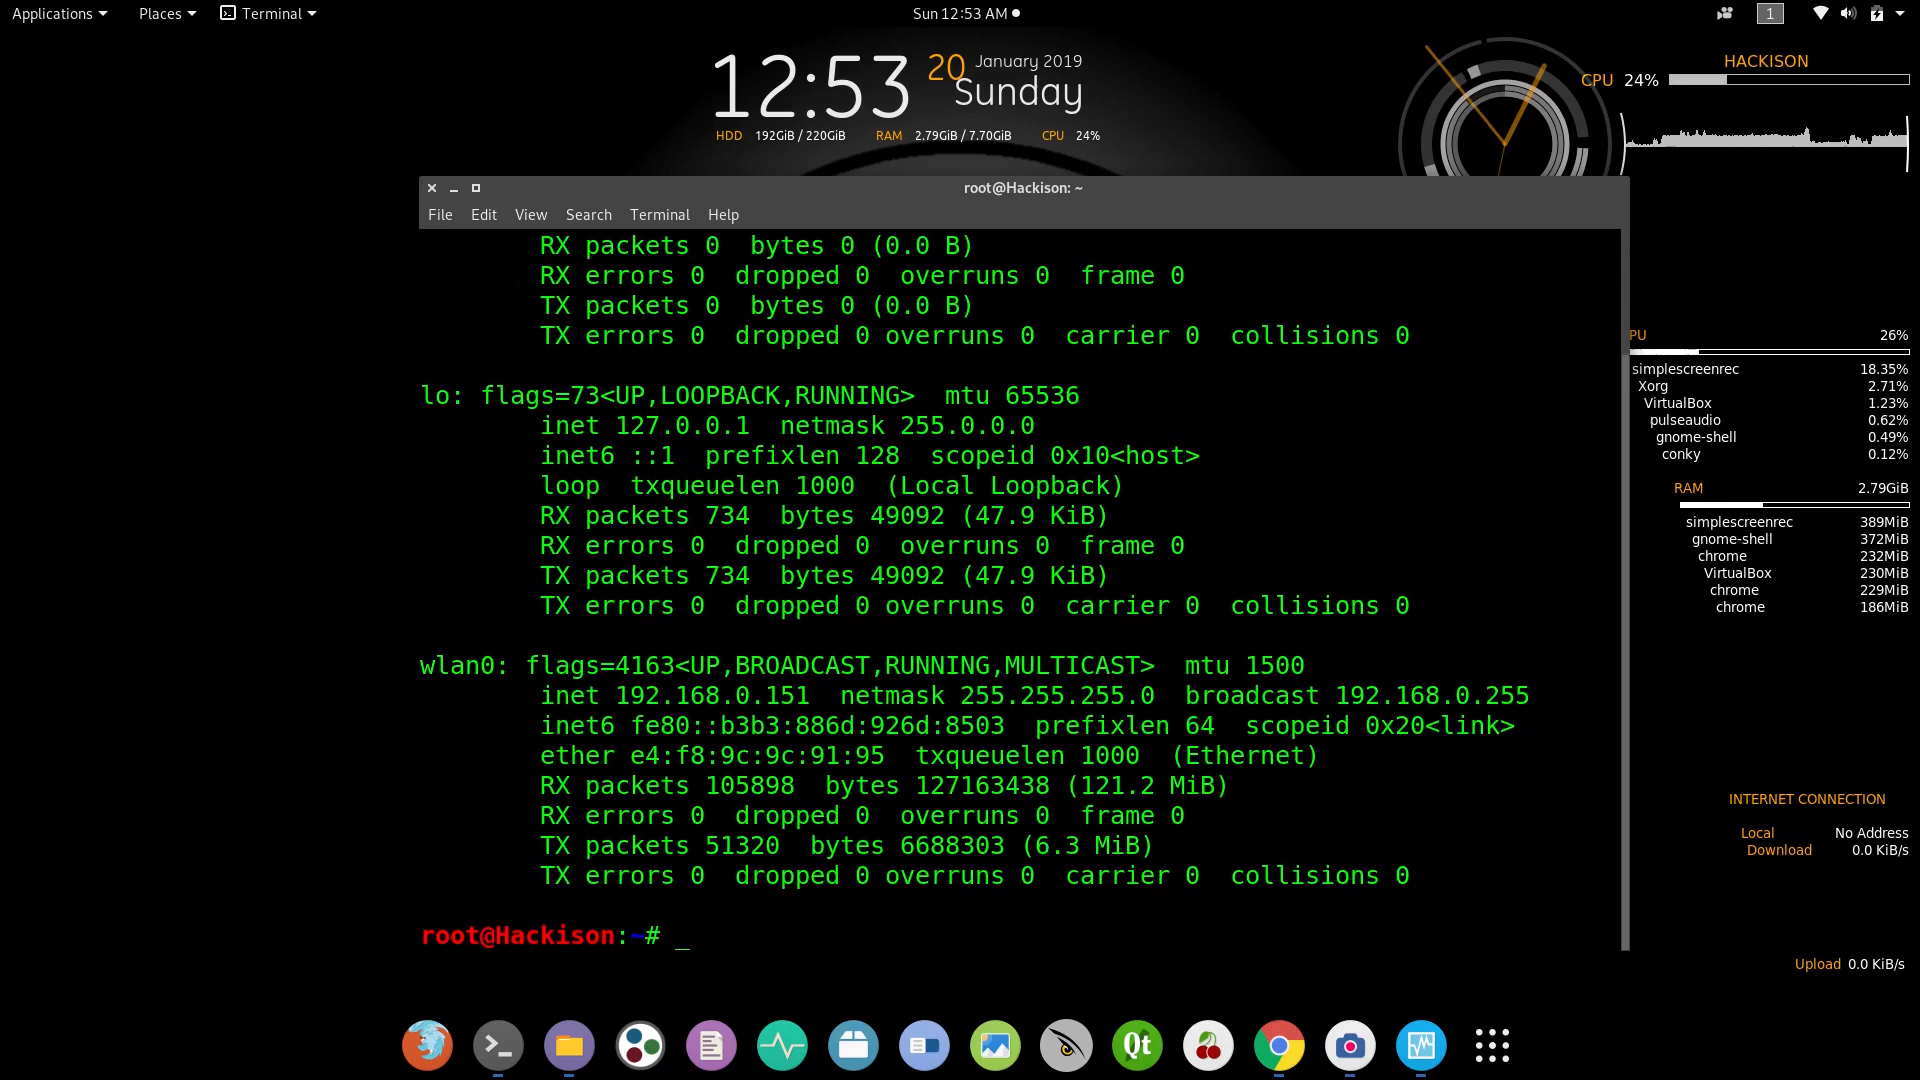 Applications Places Terminal Sun 12:53 AM 1
12:53 20 January 2019
Sunday
HDD 192GiB / 220GiB RAM 2.79GiB / 7.70GiB CPU 24%
HACKISON
CPU 24%
root@Hackison: ~
File Edit View Search Terminal Help
RX packets 0  bytes 0 (0.0 B)
RX errors 0  dropped 0  overruns 0  frame 0
TX packets 0  bytes 0 (0.0 B)
TX errors 0  dropped 0 overruns 0  carrier 0  collisions 0
lo: flags=73<UP,LOOPBACK,RUNNING>  mtu 65536
inet 127.0.0.1  netmask 255.0.0.0
inet6 ::1  prefixlen 128  scopeid 0x10<host>
loop  txqueuelen 1000  (Local Loopback)
RX packets 734  bytes 49092 (47.9 KiB)
RX errors 0  dropped 0  overruns 0  frame 0
TX packets 734  bytes 49092 (47.9 KiB)
TX errors 0  dropped 0 overruns 0  carrier 0  collisions 0
wlan0: flags=4163<UP,BROADCAST,RUNNING,MULTICAST>  mtu 1500
inet 192.168.0.151  netmask 255.255.255.0  broadcast 192.168.0.255
inet6 fe80::b3b3:886d:926d:8503  prefixlen 64  scopeid 0x20<link>
ether e4:f8:9c:9c:91:95  txqueuelen 1000  (Ethernet)
RX packets 105898  bytes 127163438 (121.2 MiB)
RX errors 0  dropped 0  overruns 0  frame 0
TX packets 51320  bytes 6688303 (6.3 MiB)
TX errors 0  dropped 0 overruns 0  carrier 0  collisions 0
root@Hackison:~# _
PU 26%
simplescreenrec 18.35%
Xorg 2.71%
VirtualBox 1.23%
pulseaudio 0.62%
gnome-shell 0.49%
conky 0.12%
RAM 2.79GiB
simplescreenrec 389MiB
gnome-shell 372MiB
chrome 232MiB
VirtualBox 230MiB
chrome 229MiB
chrome 186MiB
INTERNET CONNECTION
Local No Address
Download 0.0 KiB/s
Upload 0.0 KiB/s
Qt